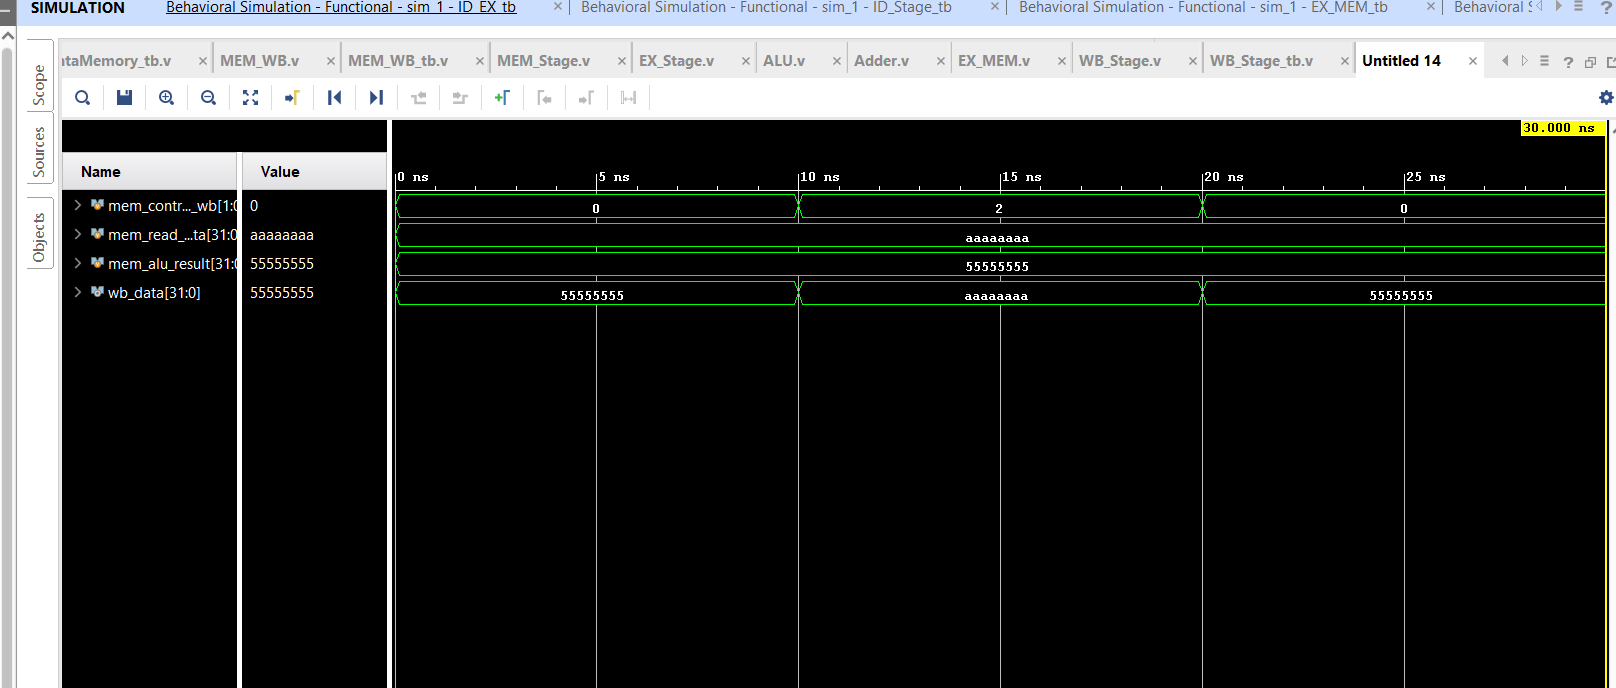 SIMULATION Behavioral Simulation - Functional - sim_1 - ID_EX_tb × Behavioral Simulation - Functional - sim_1 - ID_Stage_tb × Behavioral Simulation - Functional - sim_1 - EX_MEM_tb × Behavioral
Scope
Sources
Objects
ataMemory_tb.v × MEM_WB.v × MEM_WB_tb.v × MEM_Stage.v × EX_Stage.v × ALU.v × Adder.v × EX_MEM.v × WB_Stage.v × WB_Stage_tb.v × Untitled 14 ×
30.000 ns
Name Value
0 ns 5 ns 10 ns 15 ns 20 ns 25 ns
mem_contr..._wb[1:0 0 0 2 0
mem_read_...ta[31:0 aaaaaaaa aaaaaaaa
mem_alu_result[31:0 55555555 55555555
wb_data[31:0] 55555555 55555555 aaaaaaaa 55555555